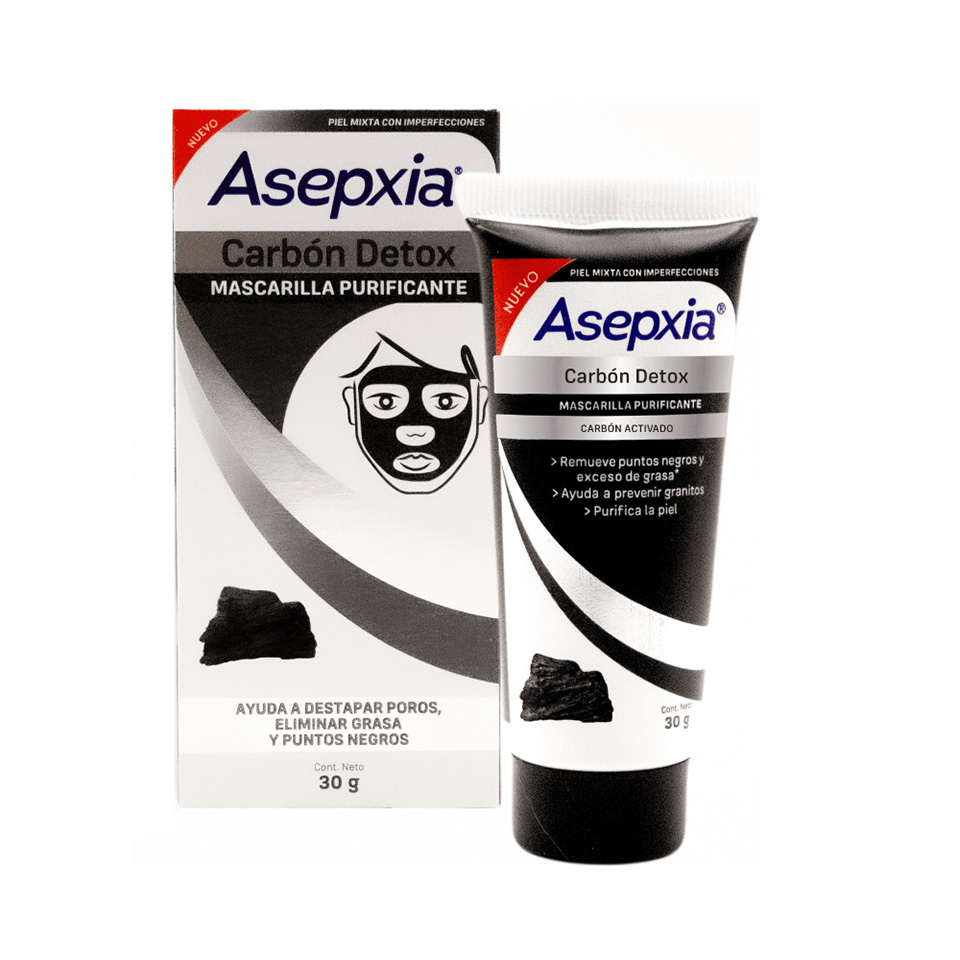 NUEVO
PIEL MIXTA CON IMPERFECCIONES
Asepxia®
Carbón Detox
MASCARILLA PURIFICANTE
AYUDA A DESTAPAR POROS,
ELIMINAR GRASA
Y PUNTOS NEGROS
Cont. Neto
30 g
NUEVO
PIEL MIXTA CON IMPERFECCIONES
Asepxia®
Carbón Detox
MASCARILLA PURIFICANTE
CARBÓN ACTIVADO
> Remueve puntos negros y
exceso de grasa*
> Ayuda a prevenir granitos
> Purifica la piel
Cont. Neto
30 g